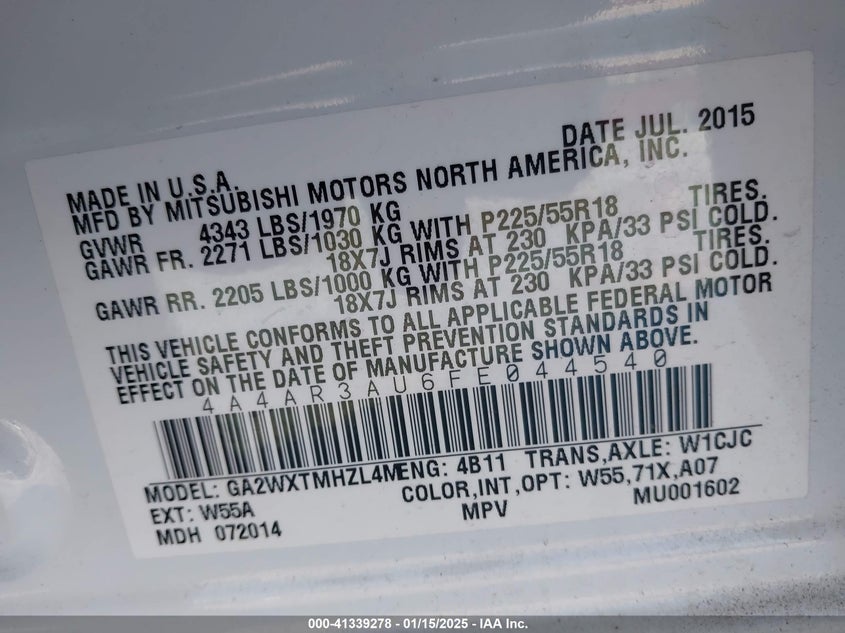 DATE JUL. 2015
MADE IN U.S.A.
MFD BY MITSUBISHI MOTORS NORTH AMERICA, INC.
GVWR 4343 LBS/1970 KG
GAWR FR. 2271 LBS/1030 KG WITH P225/55R18 TIRES.
18X7J RIMS AT 230 KPA/33 PSI COLD.
GAWR RR. 2205 LBS/1000 KG WITH P225/55R18 TIRES.
18X7J RIMS AT 230 KPA/33 PSI COLD.
THIS VEHICLE CONFORMS TO ALL APPLICABLE FEDERAL MOTOR
VEHICLE SAFETY AND THEFT PREVENTION STANDARDS IN
EFFECT ON THE DATE OF MANUFACTURE SHOWN ABOVE.
4A4AR3AU6FE044540
MODEL: GA2WXTMHZL4M ENG: 4B11 TRANS,AXLE: W1CJC
EXT: W55A COLOR,INT,OPT: W55,71X,A07
MDH 072014 MPV MU001602
000-41339278 - 01/15/2025 - IAA Inc.